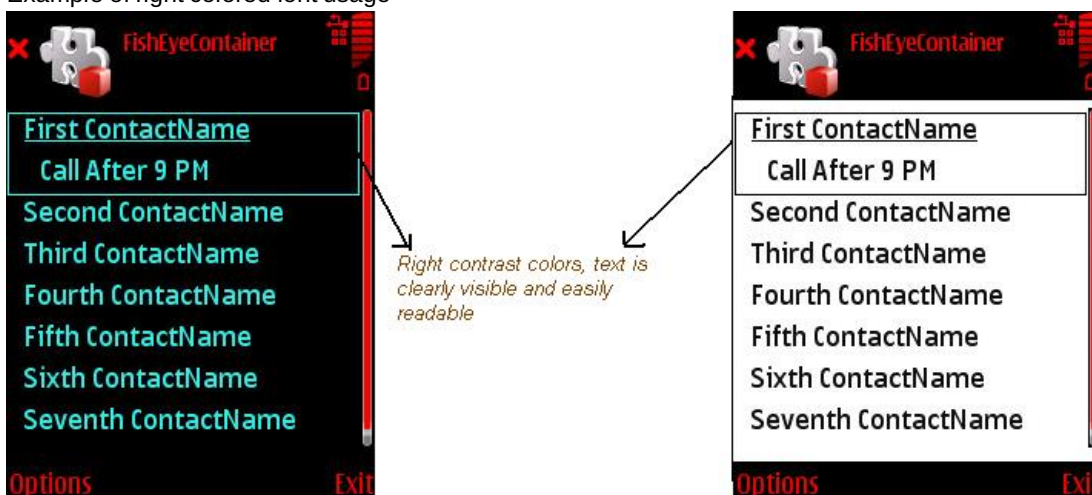 Example of right colored font usage
FishEyeContainer
First ContactName
Call After 9 PM
Second ContactName
Third ContactName
Fourth ContactName
Fifth ContactName
Sixth ContactName
Seventh ContactName
Options Exit
Right contrast colors, text is
clearly visible and easily
readable
FishEyeContainer
First ContactName
Call After 9 PM
Second ContactName
Third ContactName
Fourth ContactName
Fifth ContactName
Sixth ContactName
Seventh ContactName
Options Exit